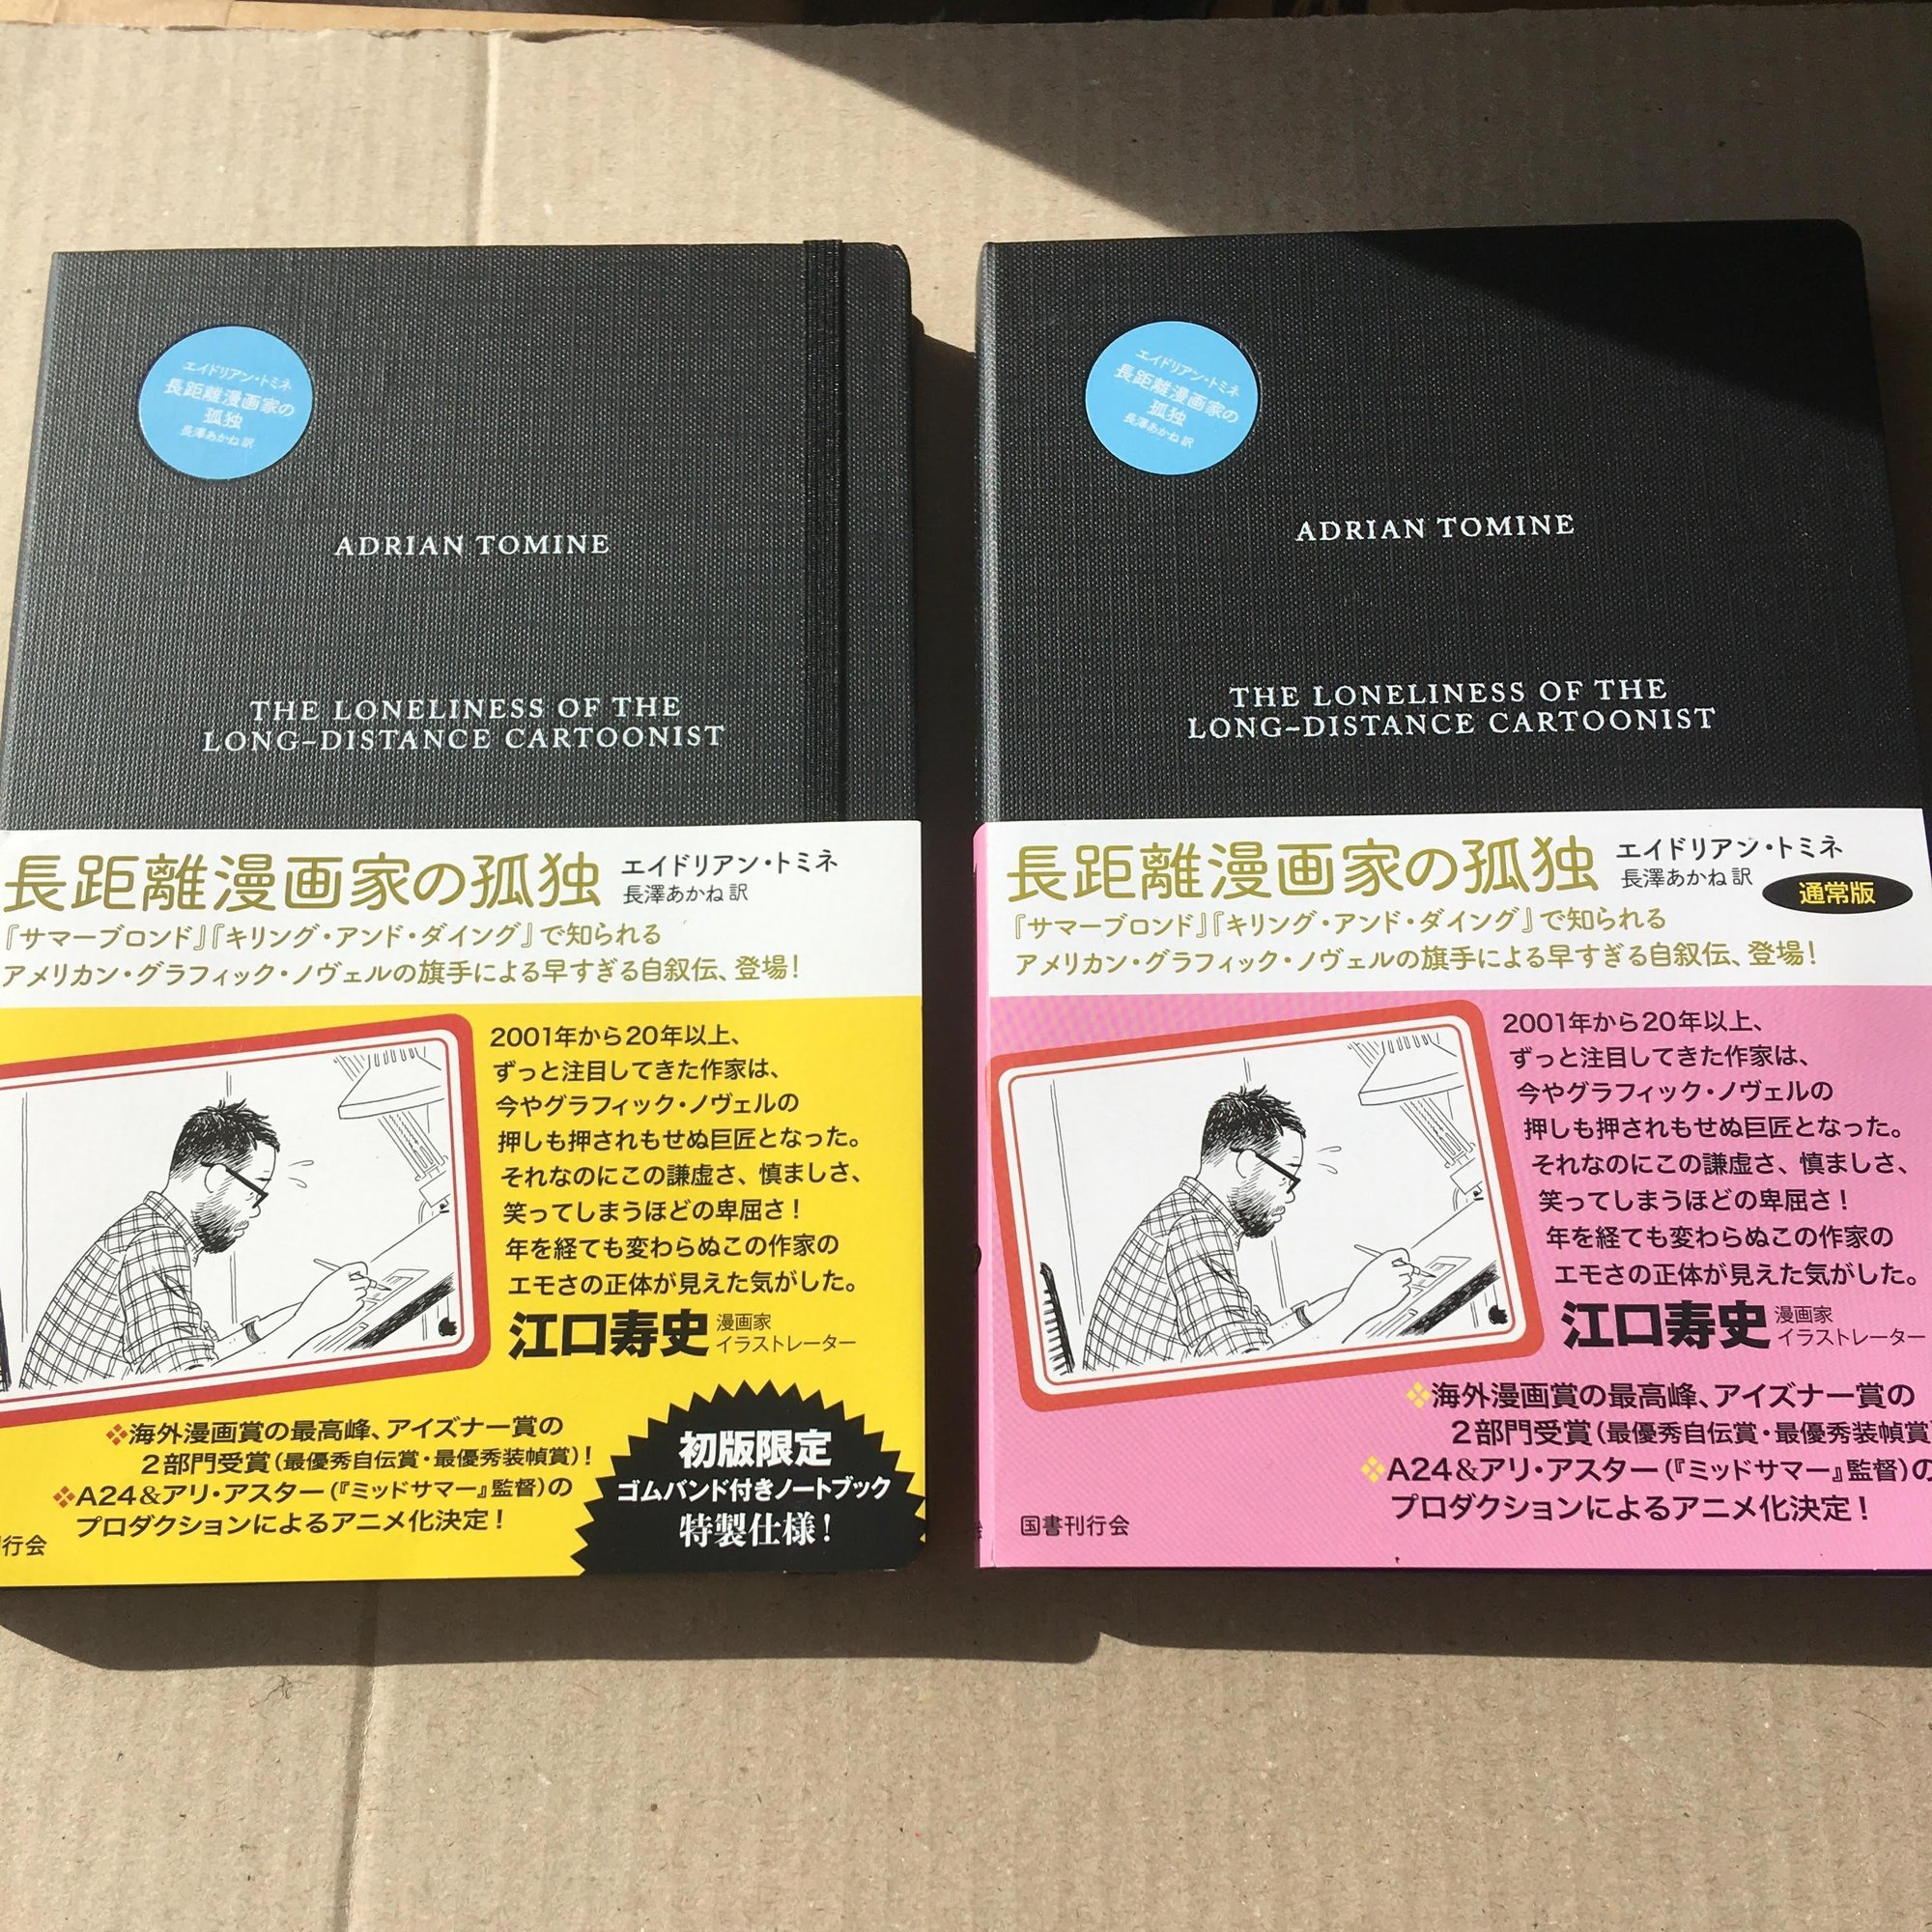 エイドリアン・トミネ
長距離漫画家の
孤独
長澤あかね 訳
ADRIAN TOMINE
THE LONELINESS OF THE
LONG-DISTANCE CARTOONIST
長距離漫画家の孤独
エイドリアン・トミネ
長澤あかね 訳
『サマーブロンド』『キリング・アンド・ダイング』で知られる
アメリカン・グラフィック・ノヴェルの旗手による早すぎる自叙伝、登場!
2001年から20年以上、
ずっと注目してきた作家は、
今やグラフィック・ノヴェルの
押しも押されもせぬ巨匠となった。
それなのにこの謙虚さ、慎ましさ、
笑ってしまうほどの卑屈さ!
年を経ても変わらぬこの作家の
エモさの正体が見えた気がした。
江口寿史 漫画家
イラストレーター
海外漫画賞の最高峰、アイズナー賞の
2部門受賞(最優秀自伝賞・最優秀装幀賞)!
A24&アリ・アスター(『ミッドサマー』監督)の
プロダクションによるアニメ化決定!
行会
初版限定
ゴムバンド付きノートブック
特製仕様!
エイドリアン・トミネ
長距離漫画家の
孤独
長澤あかね 訳
ADRIAN TOMINE
THE LONELINESS OF THE
LONG-DISTANCE CARTOONIST
長距離漫画家の孤独
エイドリアン・トミネ
長澤あかね 訳
通常版
『サマーブロンド』『キリング・アンド・ダイング』で知られる
アメリカン・グラフィック・ノヴェルの旗手による早すぎる自叙伝、登場!
2001年から20年以上、
ずっと注目してきた作家は、
今やグラフィック・ノヴェルの
押しも押されもせぬ巨匠となった。
それなのにこの謙虚さ、慎ましさ、
笑ってしまうほどの卑屈さ!
年を経ても変わらぬこの作家の
エモさの正体が見えた気がした。
江口寿史 漫画家
イラストレーター
海外漫画賞の最高峰、アイズナー賞の
2部門受賞(最優秀自伝賞・最優秀装幀賞
A24&アリ・アスター(『ミッドサマー』監督)の
プロダクションによるアニメ化決定!
国書刊行会